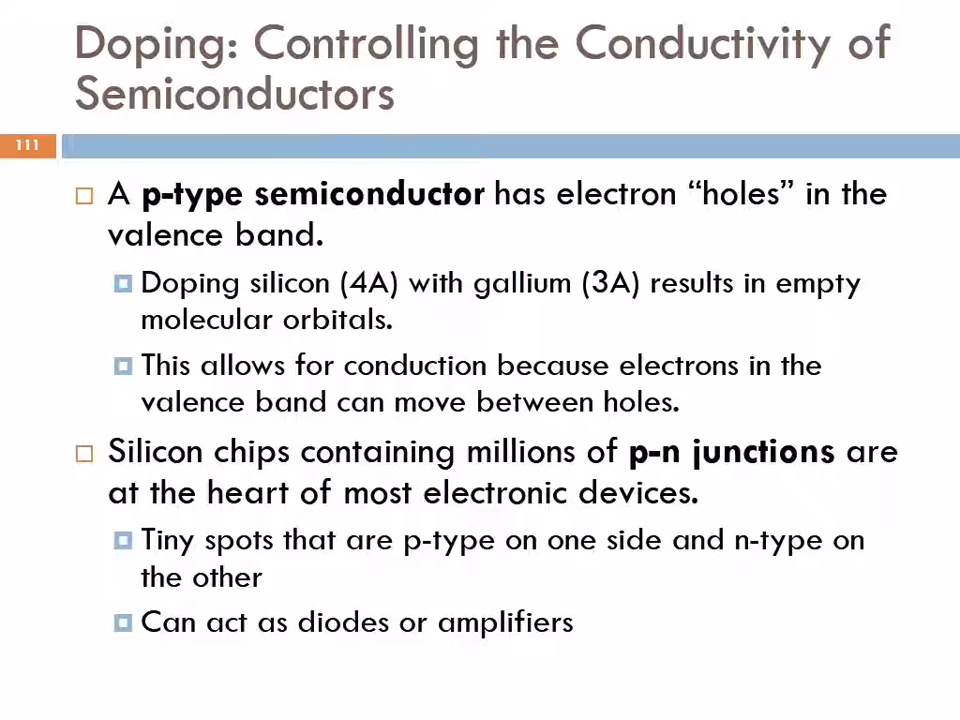 Doping: Controlling the Conductivity of
Semiconductors
111
A p-type semiconductor has electron “holes” in the
valence band.
Doping silicon (4A) with gallium (3A) results in empty
molecular orbitals.
This allows for conduction because electrons in the
valence band can move between holes.
Silicon chips containing millions of p-n junctions are
at the heart of most electronic devices.
Tiny spots that are p-type on one side and n-type on
the other
Can act as diodes or amplifiers